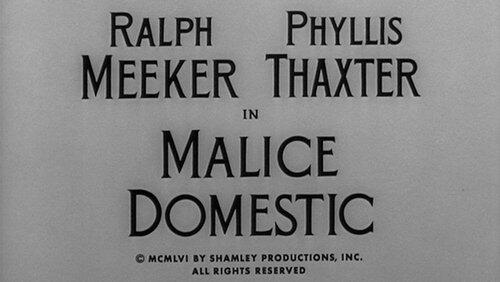 RALPH PHYLLIS
MEEKER THAXTER
IN
MALICE
DOMESTIC
© MCMLVI BY SHAMLEY PRODUCTIONS, INC.
ALL RIGHTS RESERVED